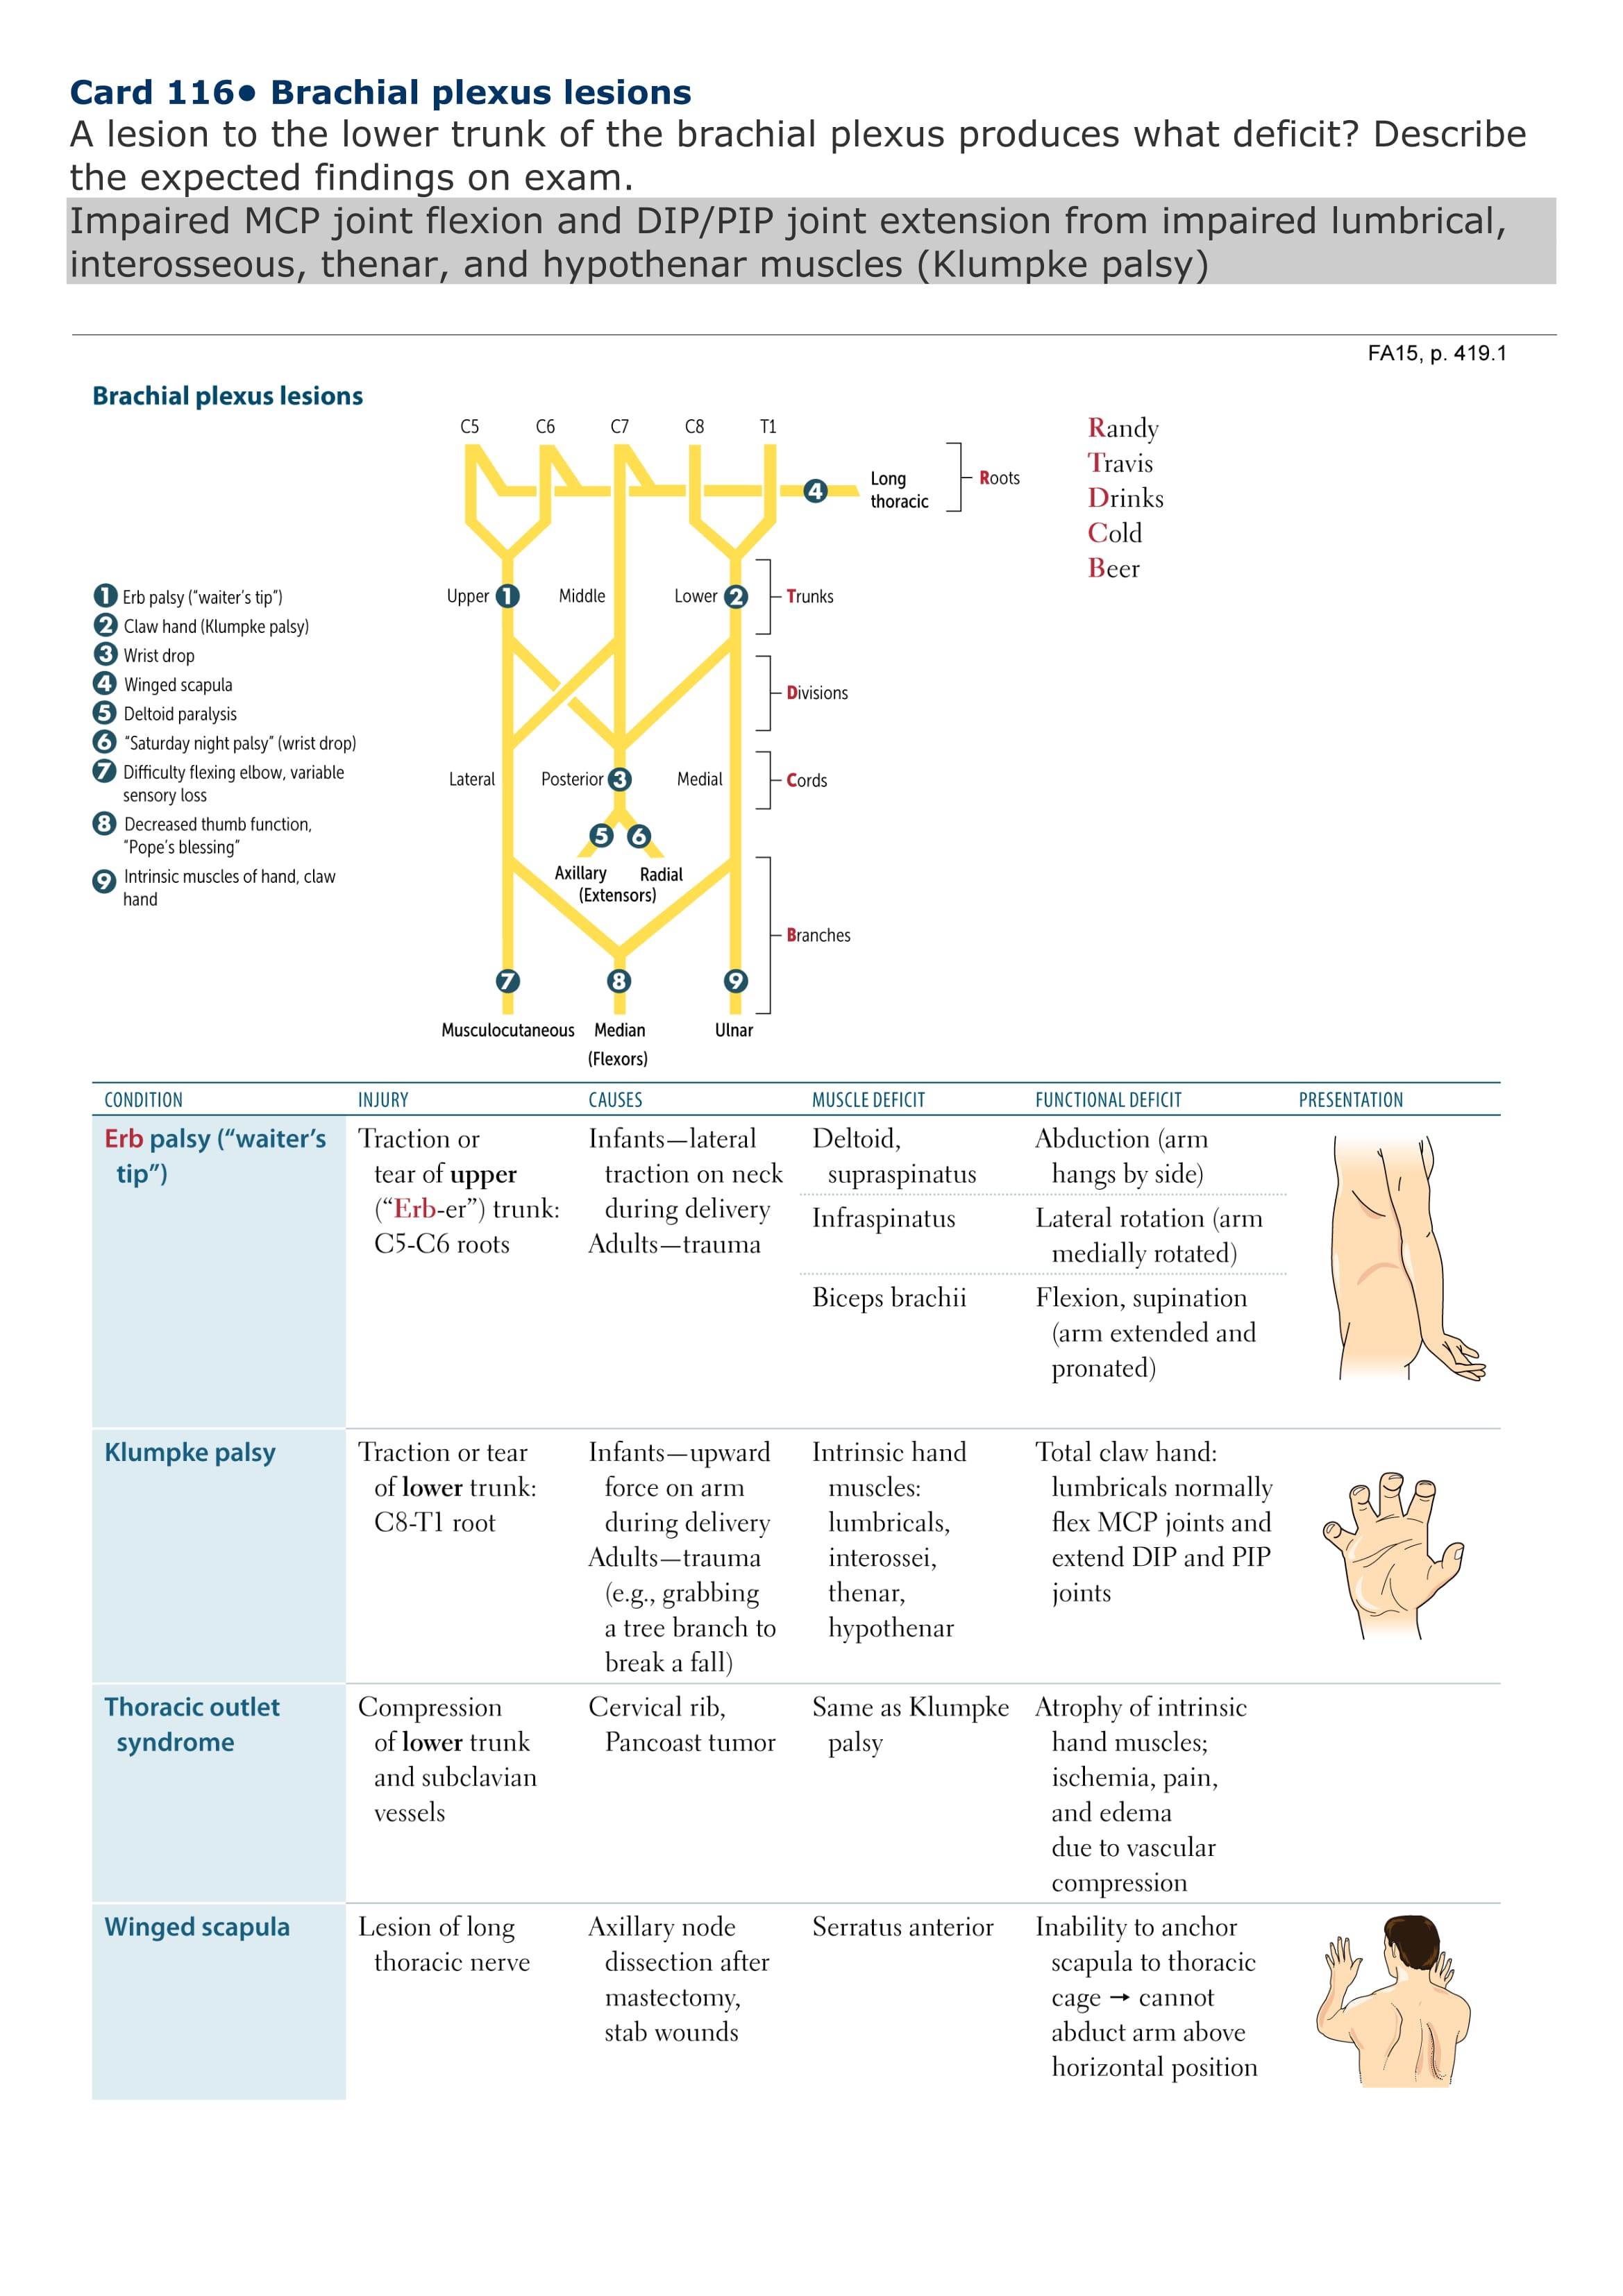 Card 116• Brachial plexus lesions
A lesion to the lower trunk of the brachial plexus produces what deficit? Describe
the expected findings on exam.
Impaired MCP joint flexion and DIP/PIP joint extension from impaired lumbrical,
interosseous, thenar, and hypothenar muscles (Klumpke palsy)
FA15, p. 419.1
Brachial plexus lesions
C5 C6 C7 C8 T1
Long
thoracic
4
Roots
Randy
Travis
Drinks
Cold
Beer
1 Erb palsy ("waiter's tip")
2 Claw hand (Klumpke palsy)
3 Wrist drop
4 Winged scapula
5 Deltoid paralysis
6 "Saturday night palsy" (wrist drop)
7 Difficulty flexing elbow, variable
sensory loss
8 Decreased thumb function,
"Pope's blessing"
9 Intrinsic muscles of hand, claw
hand
Upper 1 Middle Lower 2 Trunks
Divisions
Lateral Posterior 3 Medial Cords
5 6
Axillary Radial
(Extensors)
Branches
7 8 9
Musculocutaneous Median Ulnar
(Flexors)
CONDITION INJURY CAUSES MUSCLE DEFICIT FUNCTIONAL DEFICIT PRESENTATION
Erb palsy ("waiter's
tip")
Traction or
tear of upper
("Erb-er") trunk:
C5-C6 roots
Infants—lateral
traction on neck
during delivery
Adults—trauma
Deltoid,
supraspinatus
Abduction (arm
hangs by side)
Infraspinatus
Lateral rotation (arm
medially rotated)
Biceps brachii
Flexion, supination
(arm extended and
pronated)
Klumpke palsy
Traction or tear
of lower trunk:
C8-T1 root
Infants—upward
force on arm
during delivery
Adults—trauma
(e.g., grabbing
a tree branch to
break a fall)
Intrinsic hand
muscles:
lumbricals,
interossei,
thenar,
hypothenar
Total claw hand:
lumbricals normally
flex MCP joints and
extend DIP and PIP
joints
Thoracic outlet
syndrome
Compression
of lower trunk
and subclavian
vessels
Cervical rib,
Pancoast tumor
Same as Klumpke
palsy
Atrophy of intrinsic
hand muscles;
ischemia, pain,
and edema
due to vascular
compression
Winged scapula
Lesion of long
thoracic nerve
Axillary node
dissection after
mastectomy,
stab wounds
Serratus anterior
Inability to anchor
scapula to thoracic
cage → cannot
abduct arm above
horizontal position